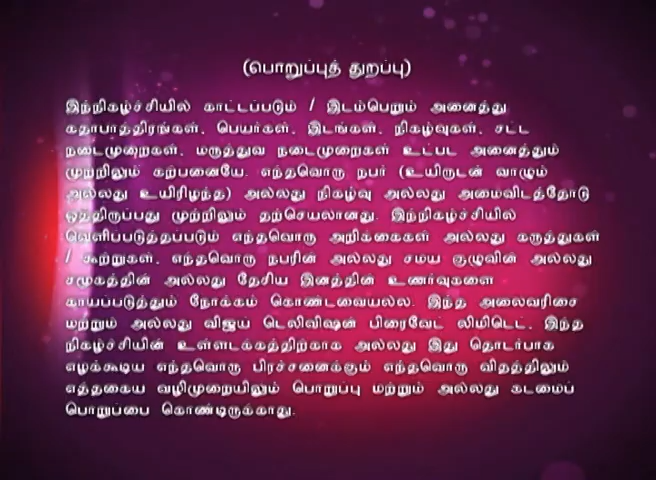 (பொறுப்புத் துறப்பு)
இந்நிகழ்ச்சியில் காட்டப்படும் / இடம்பெறும் அனைத்து
கதாபாத்திரங்கள், பெயர்கள், இடங்கள், நிகழ்வுகள், சட்ட
நடைமுறைகள், மருத்துவ நடைமுறைகள் உட்பட அனைத்தும்
முற்றிலும் கற்பனையே. எந்தவொரு நபர் (உயிருடன் வாழும்
அல்லது உயிரிழந்த) அல்லது நிகழ்வு அல்லது அமைவிடத்தோடு
ஒத்திருப்பது முற்றிலும் தற்செயலானது. இந்நிகழ்ச்சியில்
வெளிப்படுத்தப்படும் எந்தவொரு அறிக்கைகள் அல்லது கருத்துகள்
/ கூற்றுகள், எந்தவொரு நபரின் அல்லது சமய குழுவின் அல்லது
சமூகத்தின் அல்லது தேசிய இனத்தின் உணர்வுகளை
காயப்படுத்தும் நோக்கம் கொண்டவையல்ல. இந்த அலைவரிசை
மற்றும் அல்லது விஜய் டெலிவிஷன் பிரைவேட் லிமிடெட், இந்த
நிகழ்ச்சியின் உள்ளடக்கத்திற்காக அல்லது இது தொடர்பாக
எழக்கூடிய எந்தவொரு பிரச்சனைக்கும் எந்தவொரு விதத்திலும்
எத்தகைய வழிமுறையிலும் பொறுப்பு மற்றும் அல்லது கடமைப்
பொறுப்பை கொண்டிருக்காது.